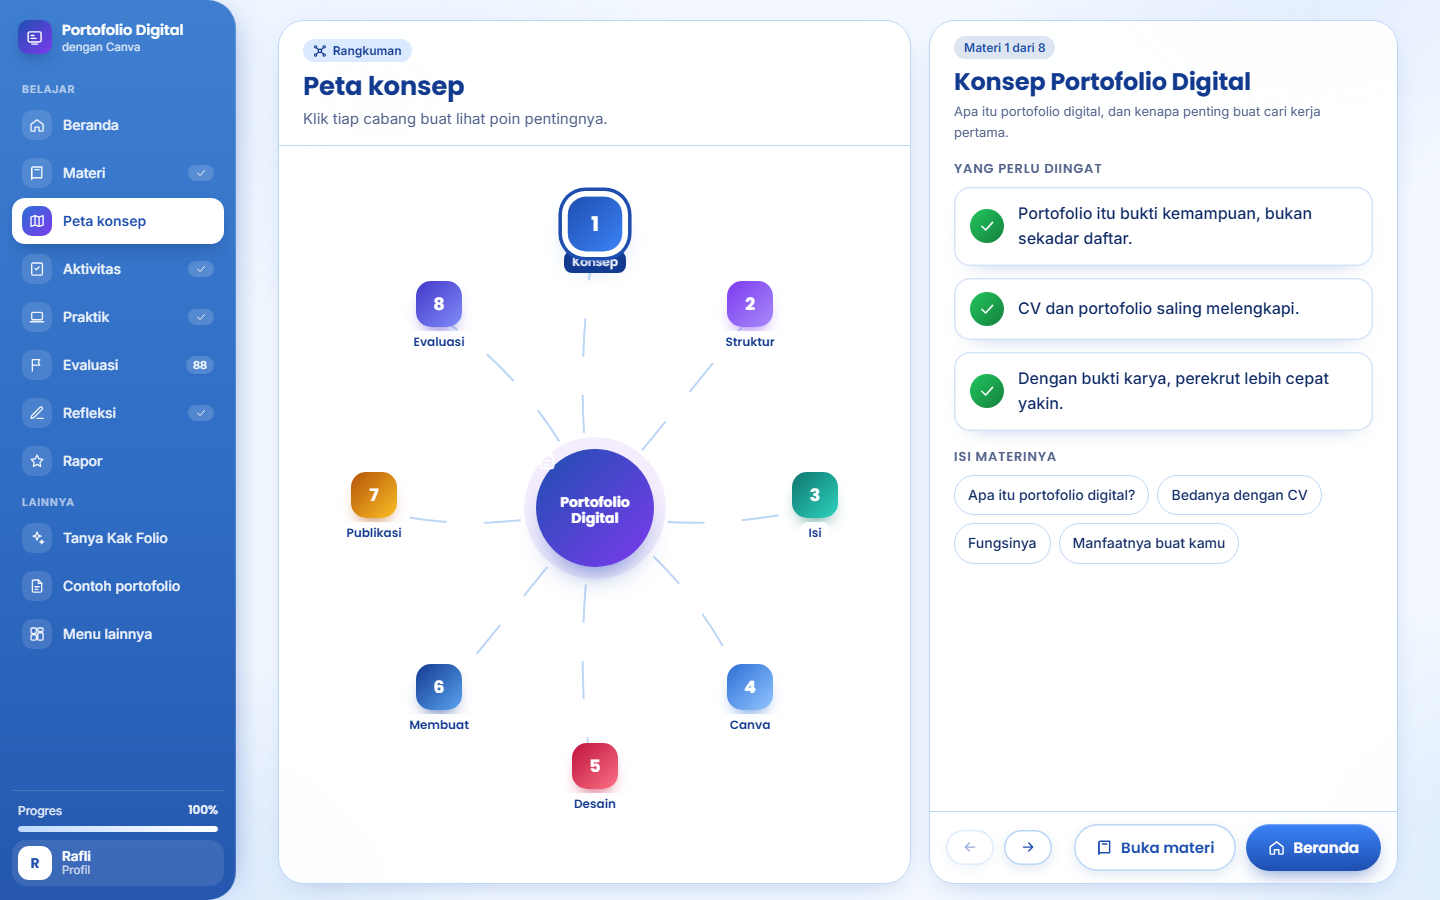 Portofolio Digital
dengan Canva
BELAJAR
Beranda
Materi
Peta konsep
Aktivitas
Praktik
Evaluasi
88
Refleksi
Rapor
LAINNYA
Tanya Kak Folio
Contoh portofolio
Menu lainnya
Progres
100%
R
Rafli
Profil
Rangkuman
Peta konsep
Klik tiap cabang buat lihat poin pentingnya.
1
Konsep
8
Evaluasi
2
Struktur
7
Publikasi
Portofolio
Digital
3
Isi
6
Membuat
4
Canva
5
Desain
Materi 1 dari 8
Konsep Portofolio Digital
Apa itu portofolio digital, dan kenapa penting buat cari kerja
pertama.
YANG PERLU DIINGAT
Portofolio itu bukti kemampuan, bukan
sekadar daftar.
CV dan portofolio saling melengkapi.
Dengan bukti karya, perekrut lebih cepat
yakin.
ISI MATERINYA
Apa itu portofolio digital?
Bedanya dengan CV
Fungsinya
Manfaatnya buat kamu
Buka materi
Beranda